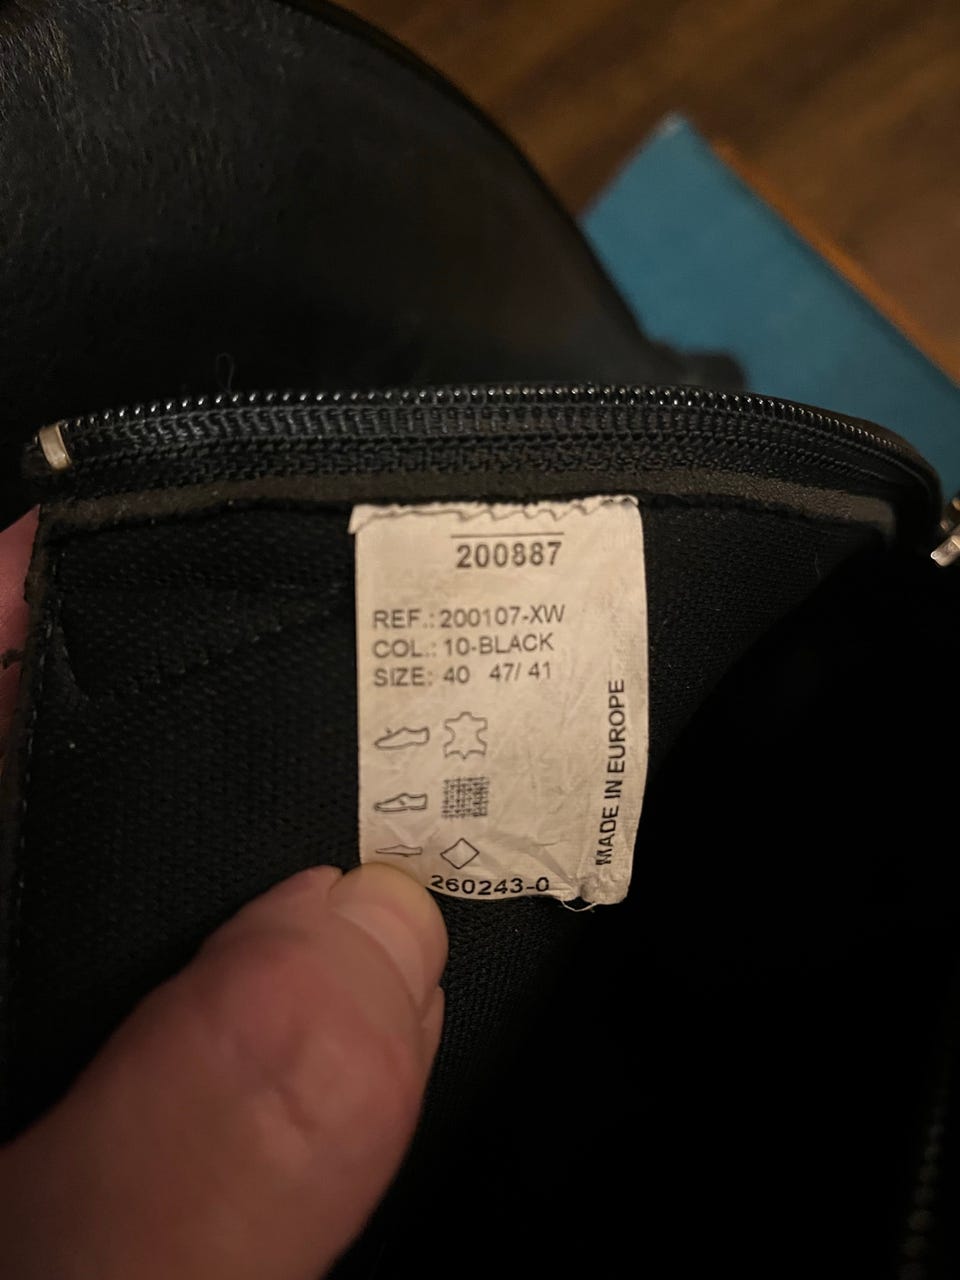 200887
REF.: 200107-XW
COL.: 10-BLACK
SIZE: 40 47/ 41
MADE IN EUROPE
260243-0